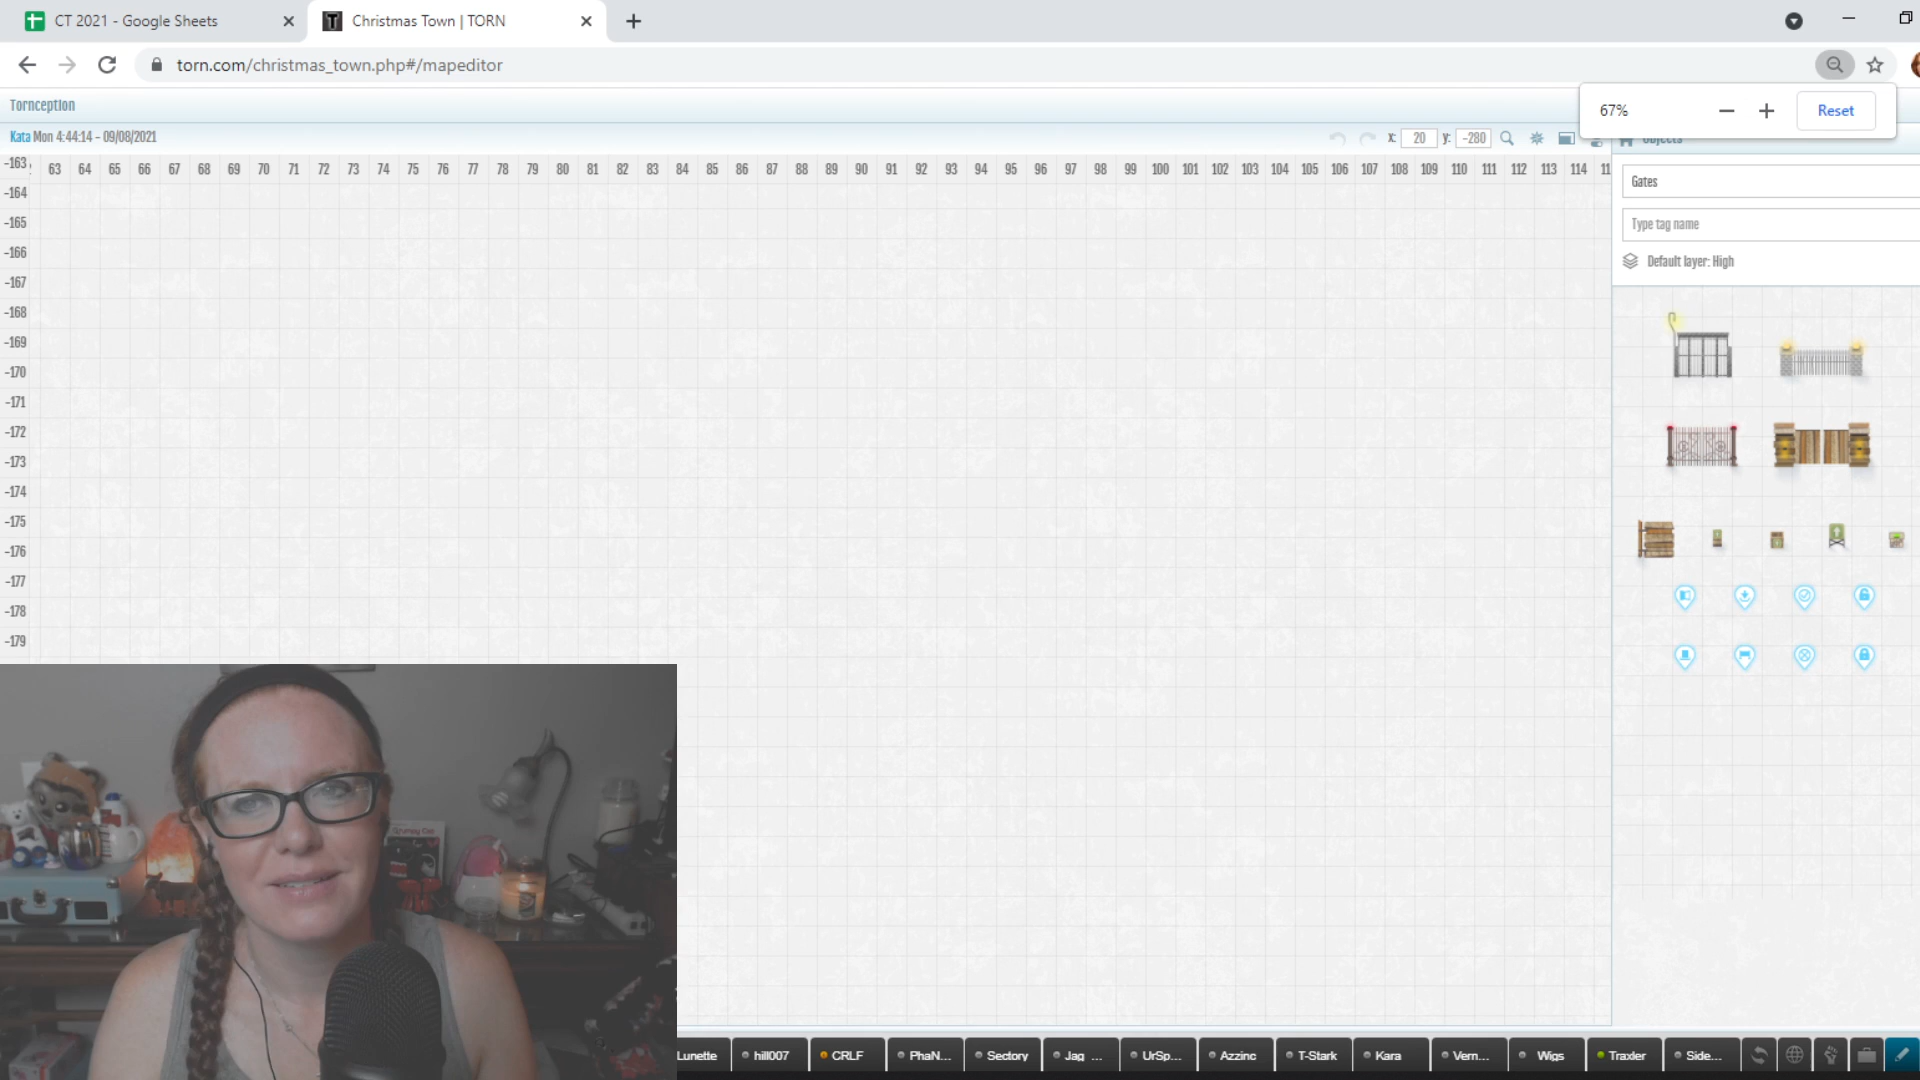 CT 2021 - Google Sheets
Christmas Town | TORN
torn.com/christmas_town.php#/mapeditor
67%
Reset
Tornception
Kata Mon 4:44:14 - 09/08/2021
x: 20 y: -280
Objects
63 64 65 66 67 68 69 70 71 72 73 74 75 76 77 78 79 80 81 82 83 84 85 86 87 88 89 90 91 92 93 94 95 96 97 98 99 100 101 102 103 104 105 106 107 108 109 110 111 112 113 114 11
-163
-164
-165
-166
-167
-168
-169
-170
-171
-172
-173
-174
-175
-176
-177
-178
-179
Gates
Type tag name
Default layer: High
Grumpy Cat
Lunette
hill007
CRLF
PhaN...
Sectory
Jag ...
UrSp...
Azzinc
T-Stark
Kara
Vern...
Wigs
Traxler
Side...